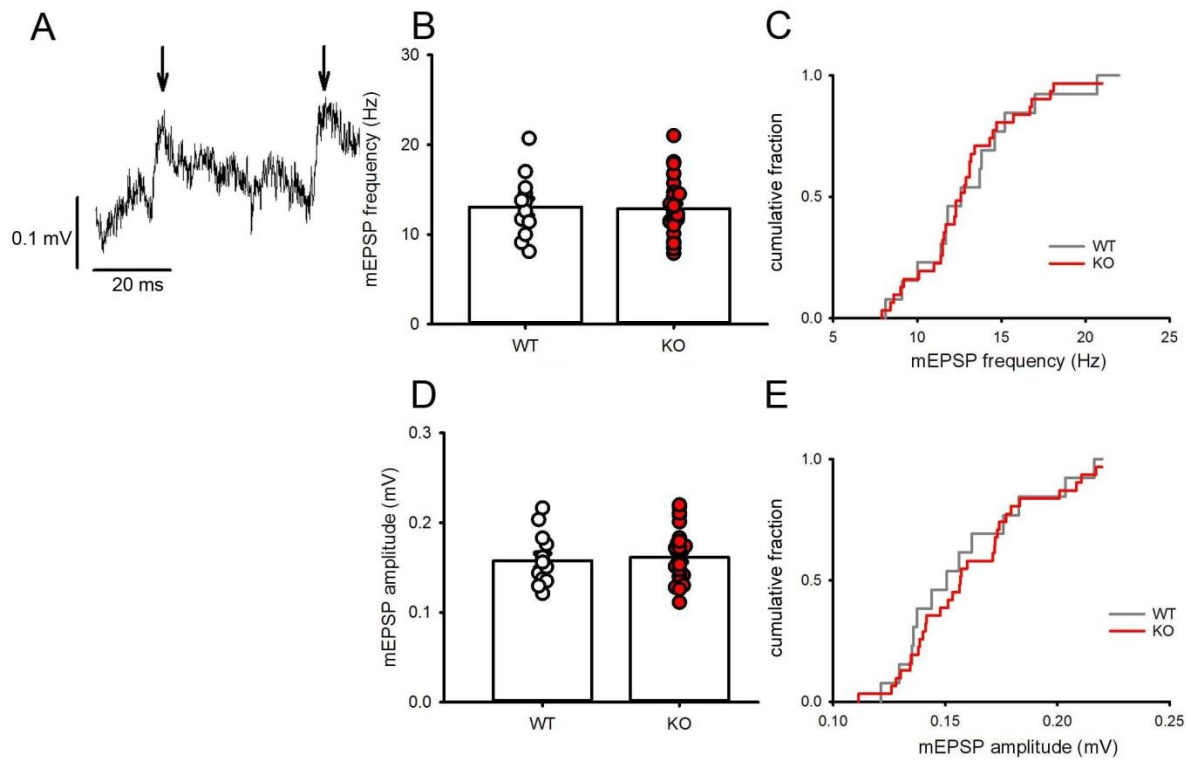 A
0.1 mV
20 ms
B
mEPSP frequency (Hz)
30
20
10
0
WT
KO
C
cumulative fraction
1.0
0.5
0.0
WT
KO
5
10
15
20
25
mEPSP frequency (Hz)
D
mEPSP amplitude (mV)
0.3
0.2
0.1
0.0
WT
KO
E
cumulative fraction
1.0
0.5
0.0
WT
KO
0.10
0.15
0.20
0.25
mEPSP amplitude (mV)